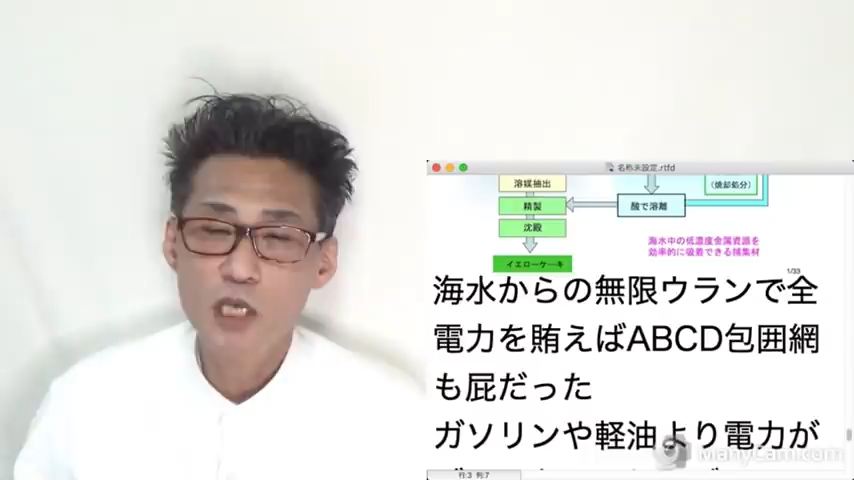 名称未設定.rtfd
溶媒抽出
(焼却処分)
精製
酸で溶離
沈殿
海水中の低濃度金属資源を
効率的に吸着できる捕集材
イエローケーキ
1/33
海水からの無限ウランで全
電力を賄えばABCD包囲網
も屁だった
ガソリンや軽油より電力が
ManyCam.com
行:3 列:7